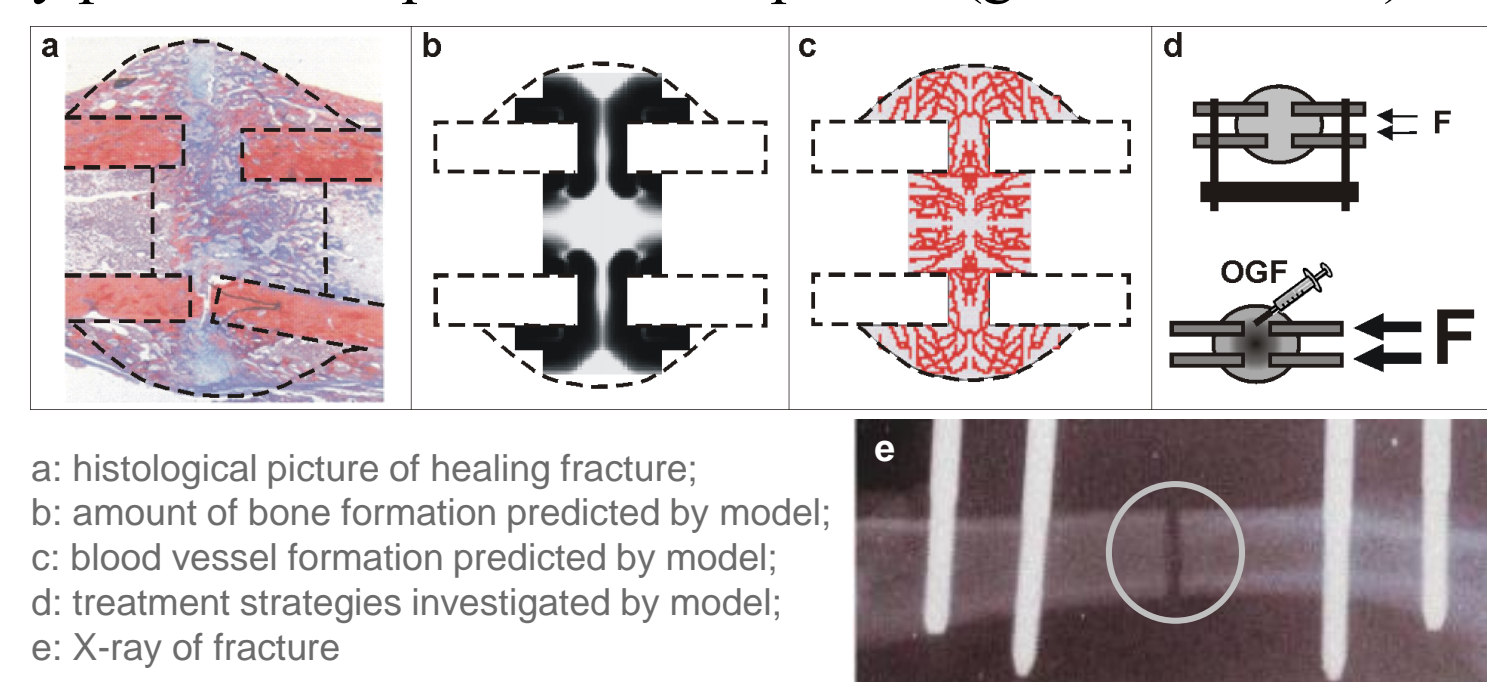 a b c d
F
OGF
F
e
a: histological picture of healing fracture;
b: amount of bone formation predicted by model;
c: blood vessel formation predicted by model;
d: treatment strategies investigated by model;
e: X-ray of fracture